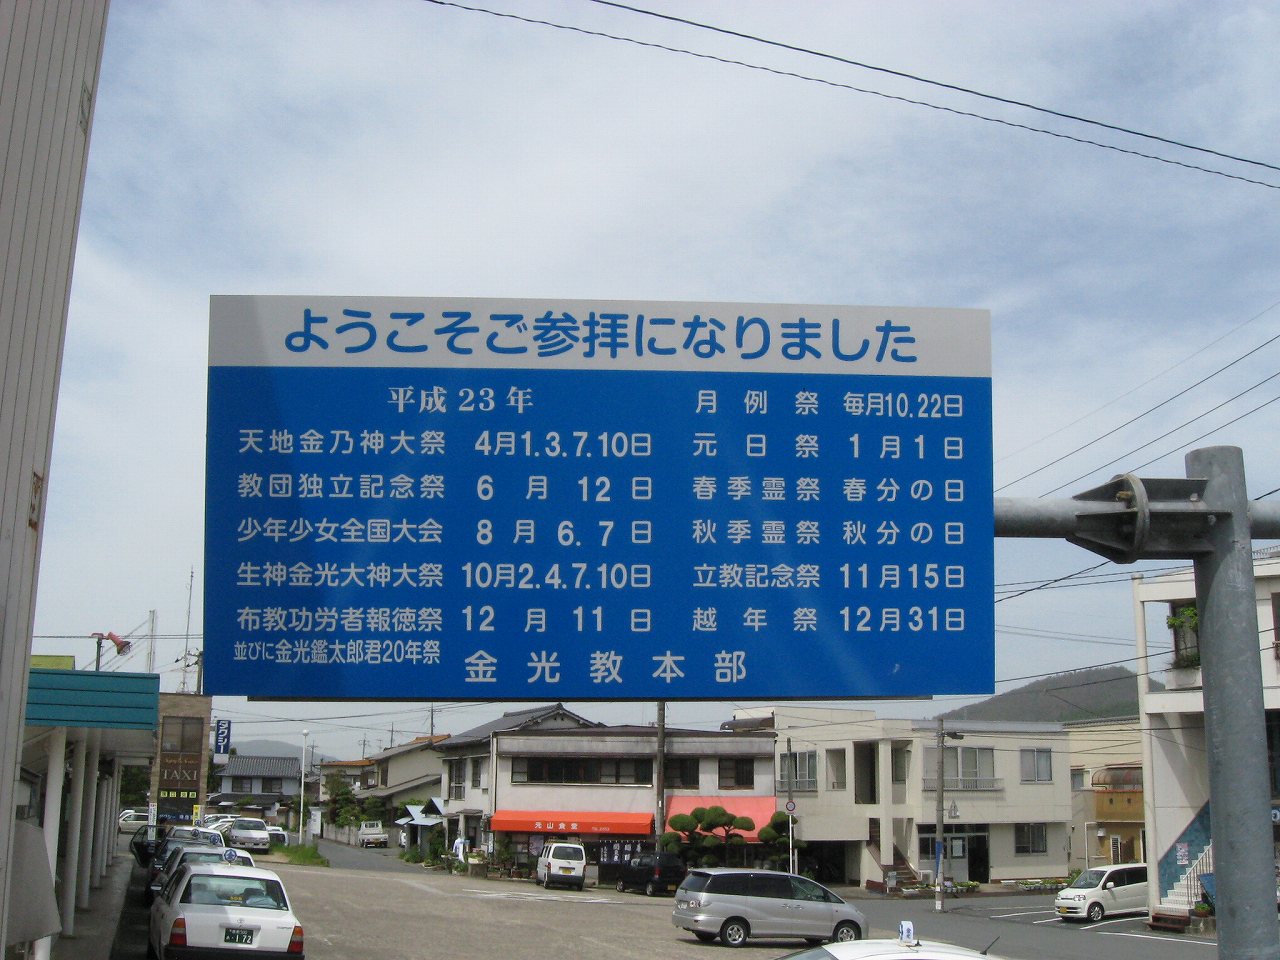 ようこそご参拝になりました
平成23年
天地金乃神大祭 4月1.3.7.10日
教団独立記念祭 6月12日
少年少女全国大会 8月6.7日
生神金光大神大祭 10月2.4.7.10日
布教功労者報徳祭 12月11日
並びに金光鑑太郎君20年祭
月例祭 毎月10.22日
元日祭 1月1日
春季霊祭 春分の日
秋季霊祭 秋分の日
立教記念祭 11月15日
越年祭 12月31日
金光教本部
タクシー
TAXI
元山食堂
172